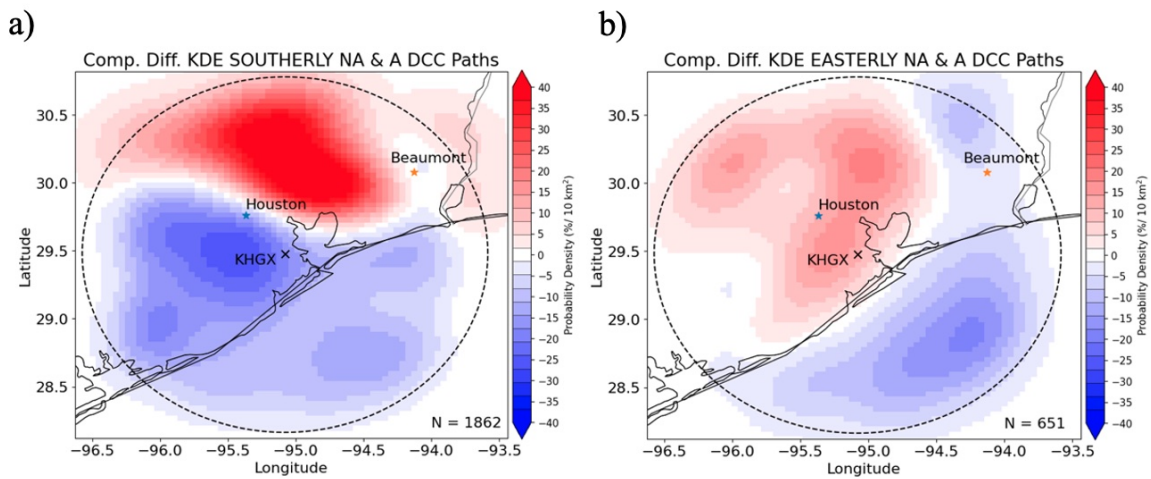 a)
Comp. Diff. KDE SOUTHERLY NA & A DCC Paths
Latitude
30.5
30.0
29.5
29.0
28.5
Beaumont
Houston
KHGX
N = 1862
−96.5 −96.0 −95.5 −95.0 −94.5 −94.0 −93.5
Longitude
40
35
30
25
20
15
10
5
0
−5
−10
−15
−20
−25
−30
−35
−40
Probability Density (%/ 10 km²)
b)
Comp. Diff. KDE EASTERLY NA & A DCC Paths
Latitude
30.5
30.0
29.5
29.0
28.5
Beaumont
Houston
KHGX
N = 651
−96.5 −96.0 −95.5 −95.0 −94.5 −94.0 −93.5
Longitude
40
35
30
25
20
15
10
5
0
−5
−10
−15
−20
−25
−30
−35
−40
Probability Density (%/ 10 km²)